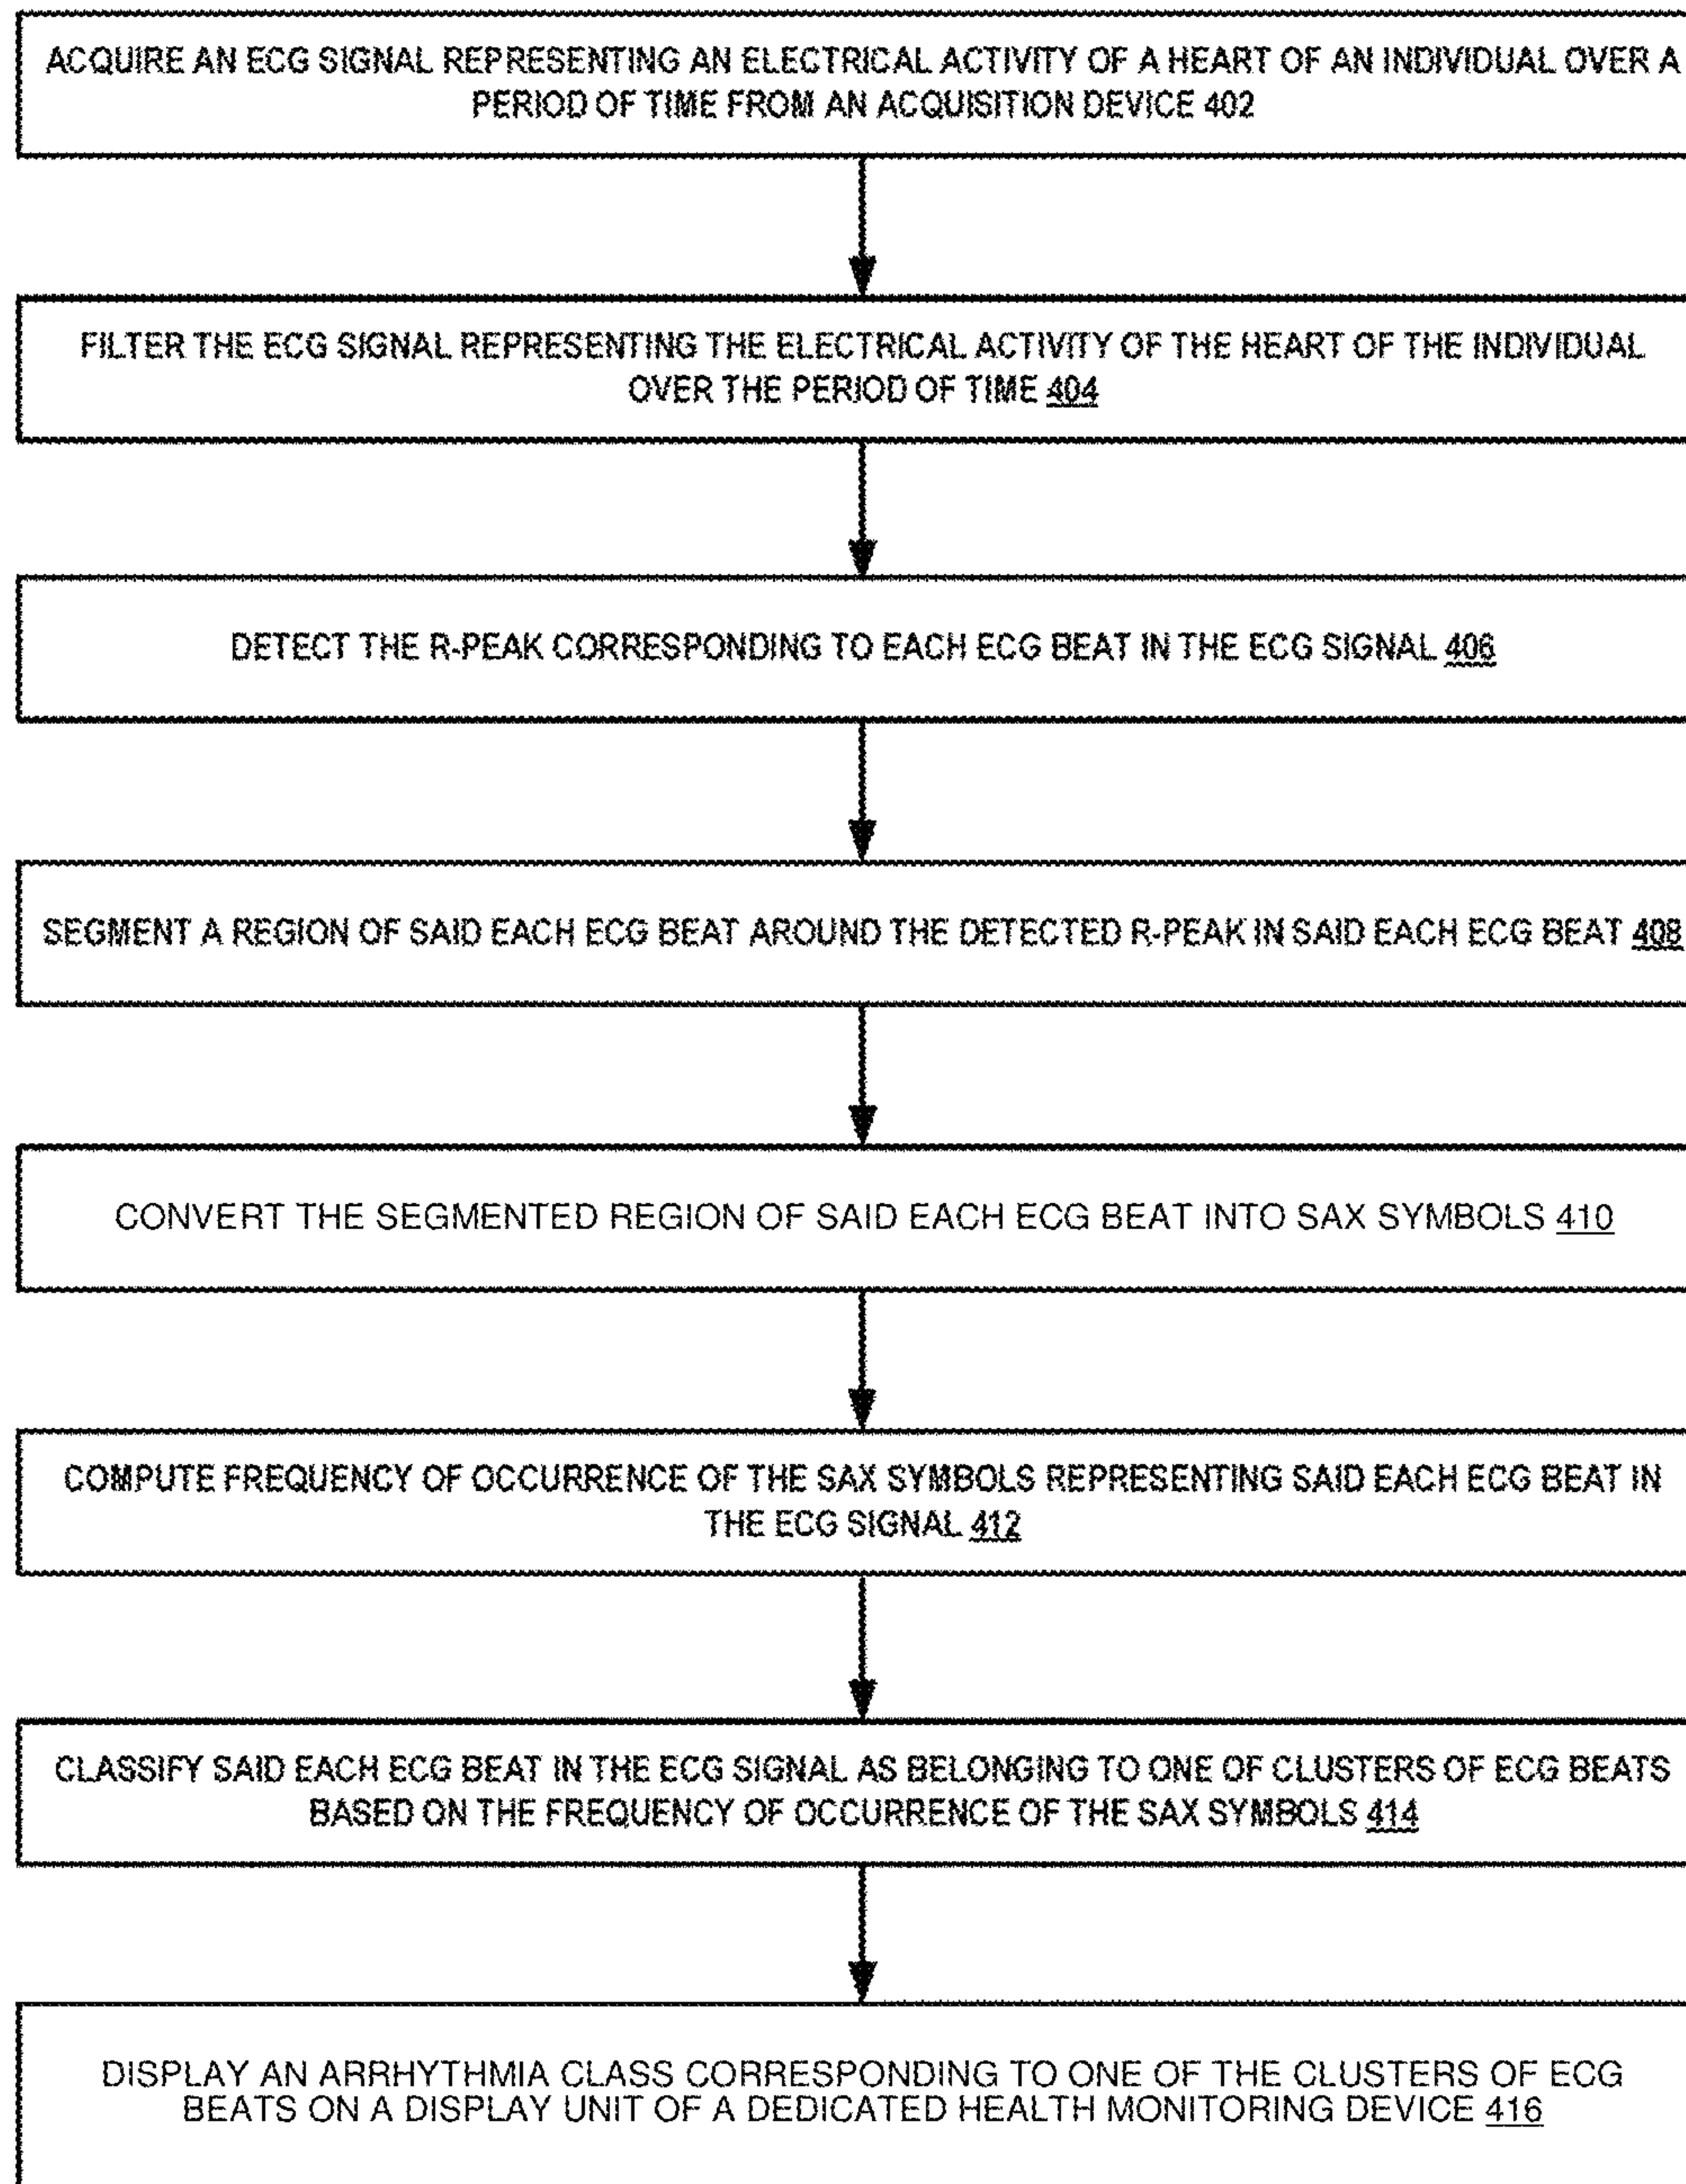 ACQUIRE AN ECG SIGNAL REPRESENTING AN ELECTRICAL ACTIVITY OF A HEART OF AN INDIVIDUAL OVER A
PERIOD OF TIME FROM AN ACQUISITION DEVICE 402
FILTER THE ECG SIGNAL REPRESENTING THE ELECTRICAL ACTIVITY OF THE HEART OF THE INDIVIDUAL
OVER THE PERIOD OF TIME 404
DETECT THE R-PEAK CORRESPONDING TO EACH ECG BEAT IN THE ECG SIGNAL 406
SEGMENT A REGION OF SAID EACH ECG BEAT AROUND THE DETECTED R-PEAK IN SAID EACH ECG BEAT 408
CONVERT THE SEGMENTED REGION OF SAID EACH ECG BEAT INTO SAX SYMBOLS 410
COMPUTE FREQUENCY OF OCCURRENCE OF THE SAX SYMBOLS REPRESENTING SAID EACH ECG BEAT IN
THE ECG SIGNAL 412
CLASSIFY SAID EACH ECG BEAT IN THE ECG SIGNAL AS BELONGING TO ONE OF CLUSTERS OF ECG BEATS
BASED ON THE FREQUENCY OF OCCURRENCE OF THE SAX SYMBOLS 414
DISPLAY AN ARRHYTHMIA CLASS CORRESPONDING TO ONE OF THE CLUSTERS OF ECG
BEATS ON A DISPLAY UNIT OF A DEDICATED HEALTH MONITORING DEVICE 416